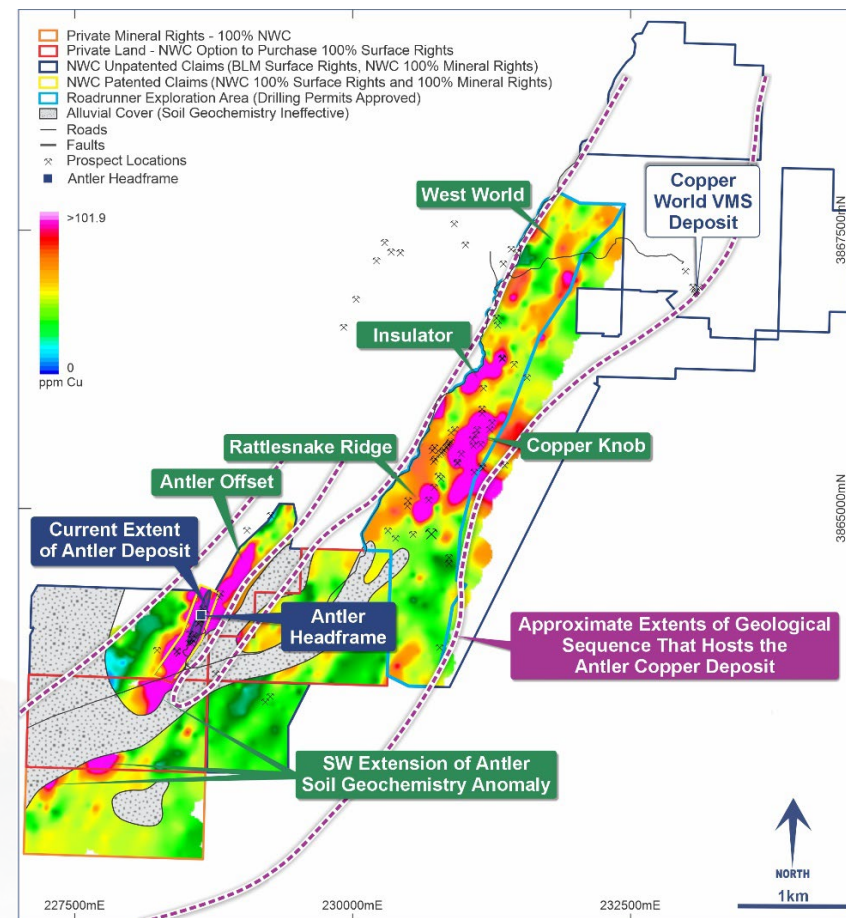 Private Mineral Rights - 100% NWC
Private Land - NWC Option to Purchase 100% Surface Rights
NWC Unpatented Claims (BLM Surface Rights, NWC 100% Mineral Rights)
NWC Patented Claims (NWC 100% Surface Rights and 100% Mineral Rights)
Roadrunner Exploration Area (Drilling Permits Approved)
Alluvial Cover (Soil Geochemistry Ineffective)
Roads
Faults
Prospect Locations
Antler Headframe
>101.9
0
ppm Cu
West World
Copper
World VMS
Deposit
3867500mN
Insulator
Rattlesnake Ridge
Copper Knob
Antler Offset
3865000mN
Current Extent
of Antler Deposit
Antler
Headframe
Approximate Extents of Geological
Sequence That Hosts the
Antler Copper Deposit
SW Extension of Antler
Soil Geochemistry Anomaly
NORTH
1km
227500mE
230000mE
232500mE